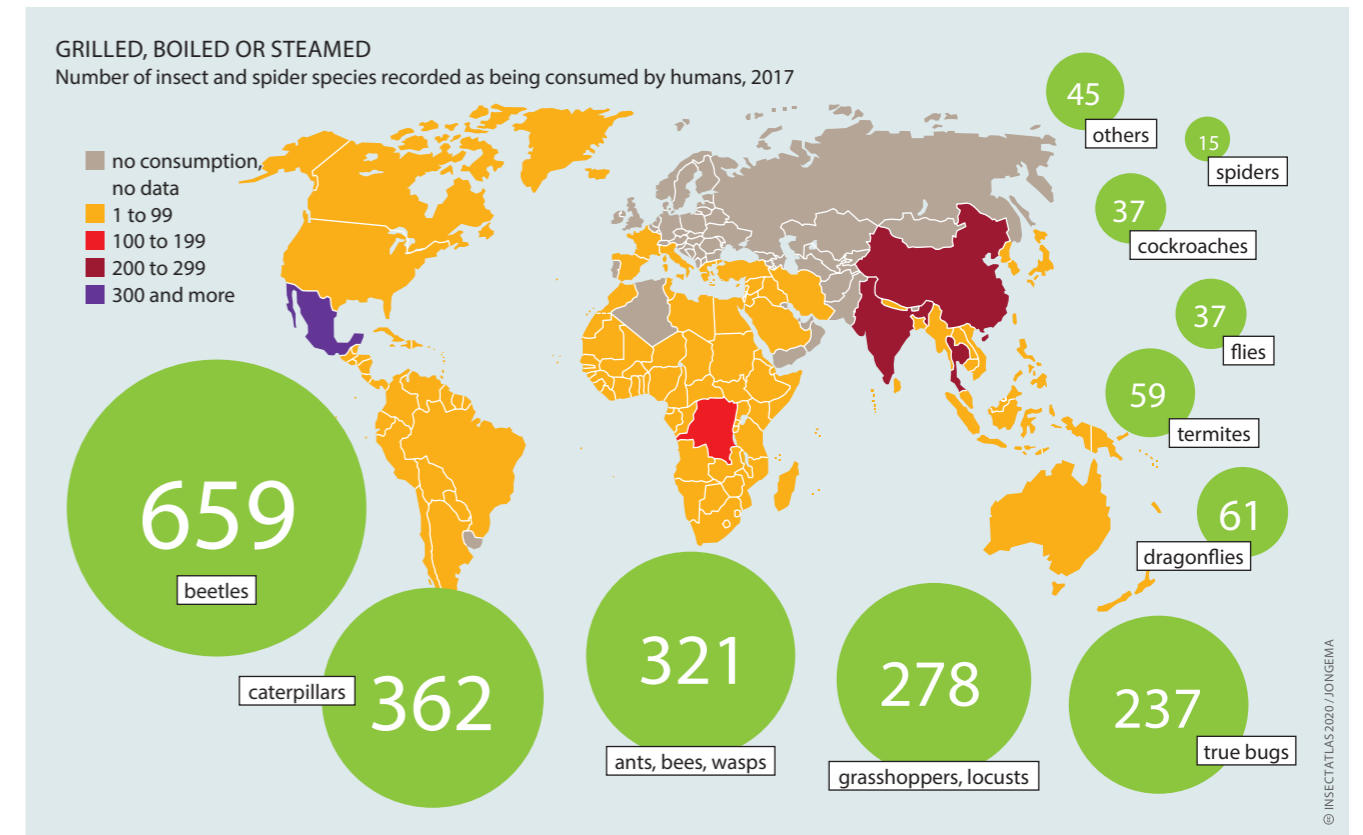 GRILLED, BOILED OR STEAMED
Number of insect and spider species recorded as being consumed by humans, 2017
no consumption,
no data
1 to 99
100 to 199
200 to 299
300 and more
45
others
15
spiders
37
cockroaches
37
flies
59
termites
61
dragonflies
659
beetles
362
caterpillars
321
ants, bees, wasps
278
grasshoppers, locusts
237
true bugs
INSECTATLAS2020 / JONGEMA